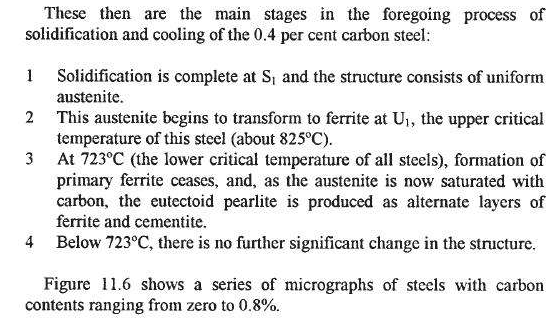 These then are the main stages in the foregoing process of
solidification and cooling of the 0.4 per cent carbon steel:
1 Solidification is complete at S₁ and the structure consists of uniform
austenite.
2 This austenite begins to transform to ferrite at U₁, the upper critical
temperature of this steel (about 825°C).
3 At 723°C (the lower critical temperature of all steels), formation of
primary ferrite ceases, and, as the austenite is now saturated with
carbon, the eutectoid pearlite is produced as alternate layers of
ferrite and cementite.
4 Below 723°C, there is no further significant change in the structure.
Figure 11.6 shows a series of micrographs of steels with carbon
contents ranging from zero to 0.8%.